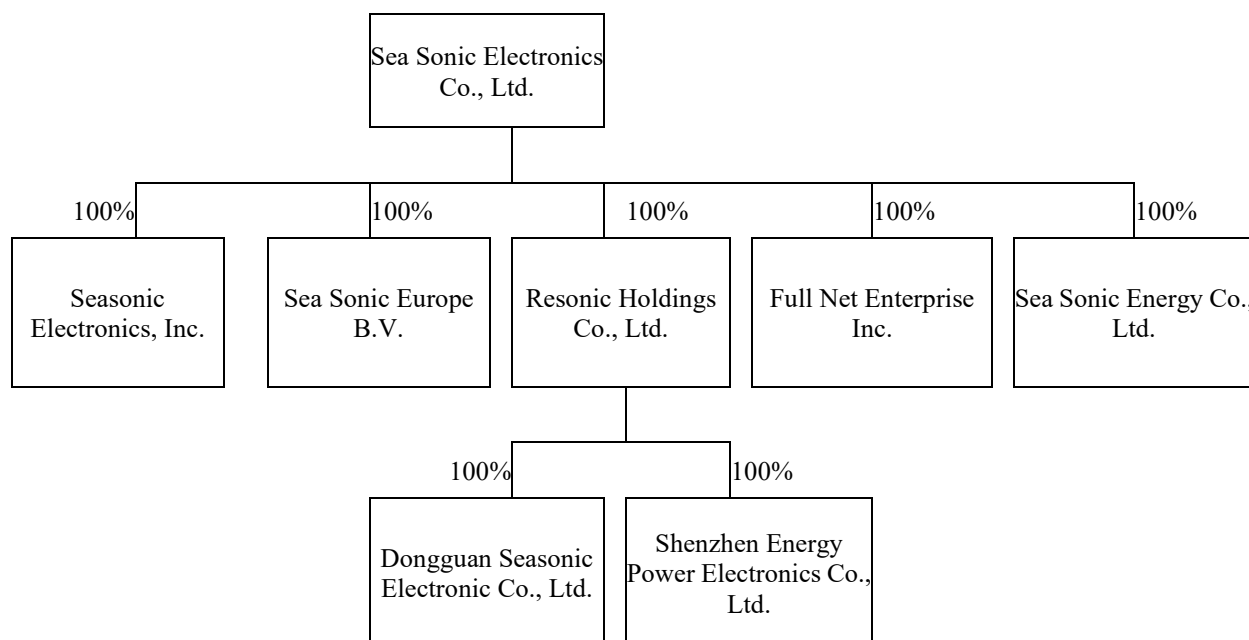 Sea Sonic Electronics
Co., Ltd.
100%
100%
100%
100%
100%
Seasonic
Electronics, Inc.
Sea Sonic Europe
B.V.
Resonic Holdings
Co., Ltd.
Full Net Enterprise
Inc.
Sea Sonic Energy Co.,
Ltd.
100%
100%
Dongguan Seasonic
Electronic Co., Ltd.
Shenzhen Energy
Power Electronics Co.,
Ltd.